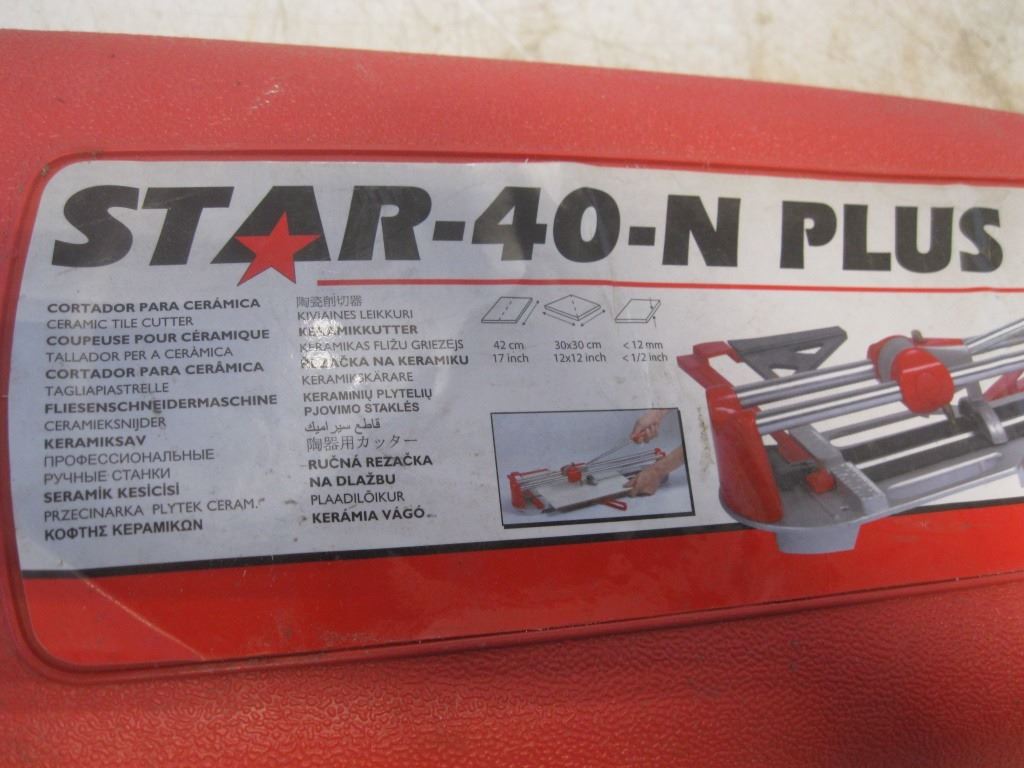 STAR-40-N PLUS
CORTADOR PARA CERÁMICA
CERAMIC TILE CUTTER
COUPEUSE POUR CÉRAMIQUE
TALLADOR PER A CERÀMICA
CORTADOR PARA CERÂMICA
TAGLIAPIASTRELLE
FLIESENSCHNEIDERMASCHINE
CERAMIEKSNIJDER
KERAMIKSAV
ПРОФЕССИОНАЛЬНЫЕ
РУЧНЫЕ СТАНКИ
SERAMİK KESİCİSİ
PRZECINARKA PLYTEK CERAM.
ΚΟΦΤΗΣ ΚΕΡΑΜΙΚΩΝ
陶瓷削切器
KIVIAINES LEIKKURI
KERAMIKKUTTER
KERAMIKAS FLIŽU GRIEZEJS
REZAČKA NA KERAMIKU
KERAMIKSKÄRARE
KERAMINIŲ PLYTELIŲ
PJOVIMO STAKLĖS
قاطع سيراميك
陶器用カッター
RUČNÁ REZAČKA
NA DLAŽBU
PLAADILÕIKUR
KERÁMIA VÁGÓ
42 cm
17 inch
30x30 cm
12x12 inch
< 12 mm
< 1/2 inch